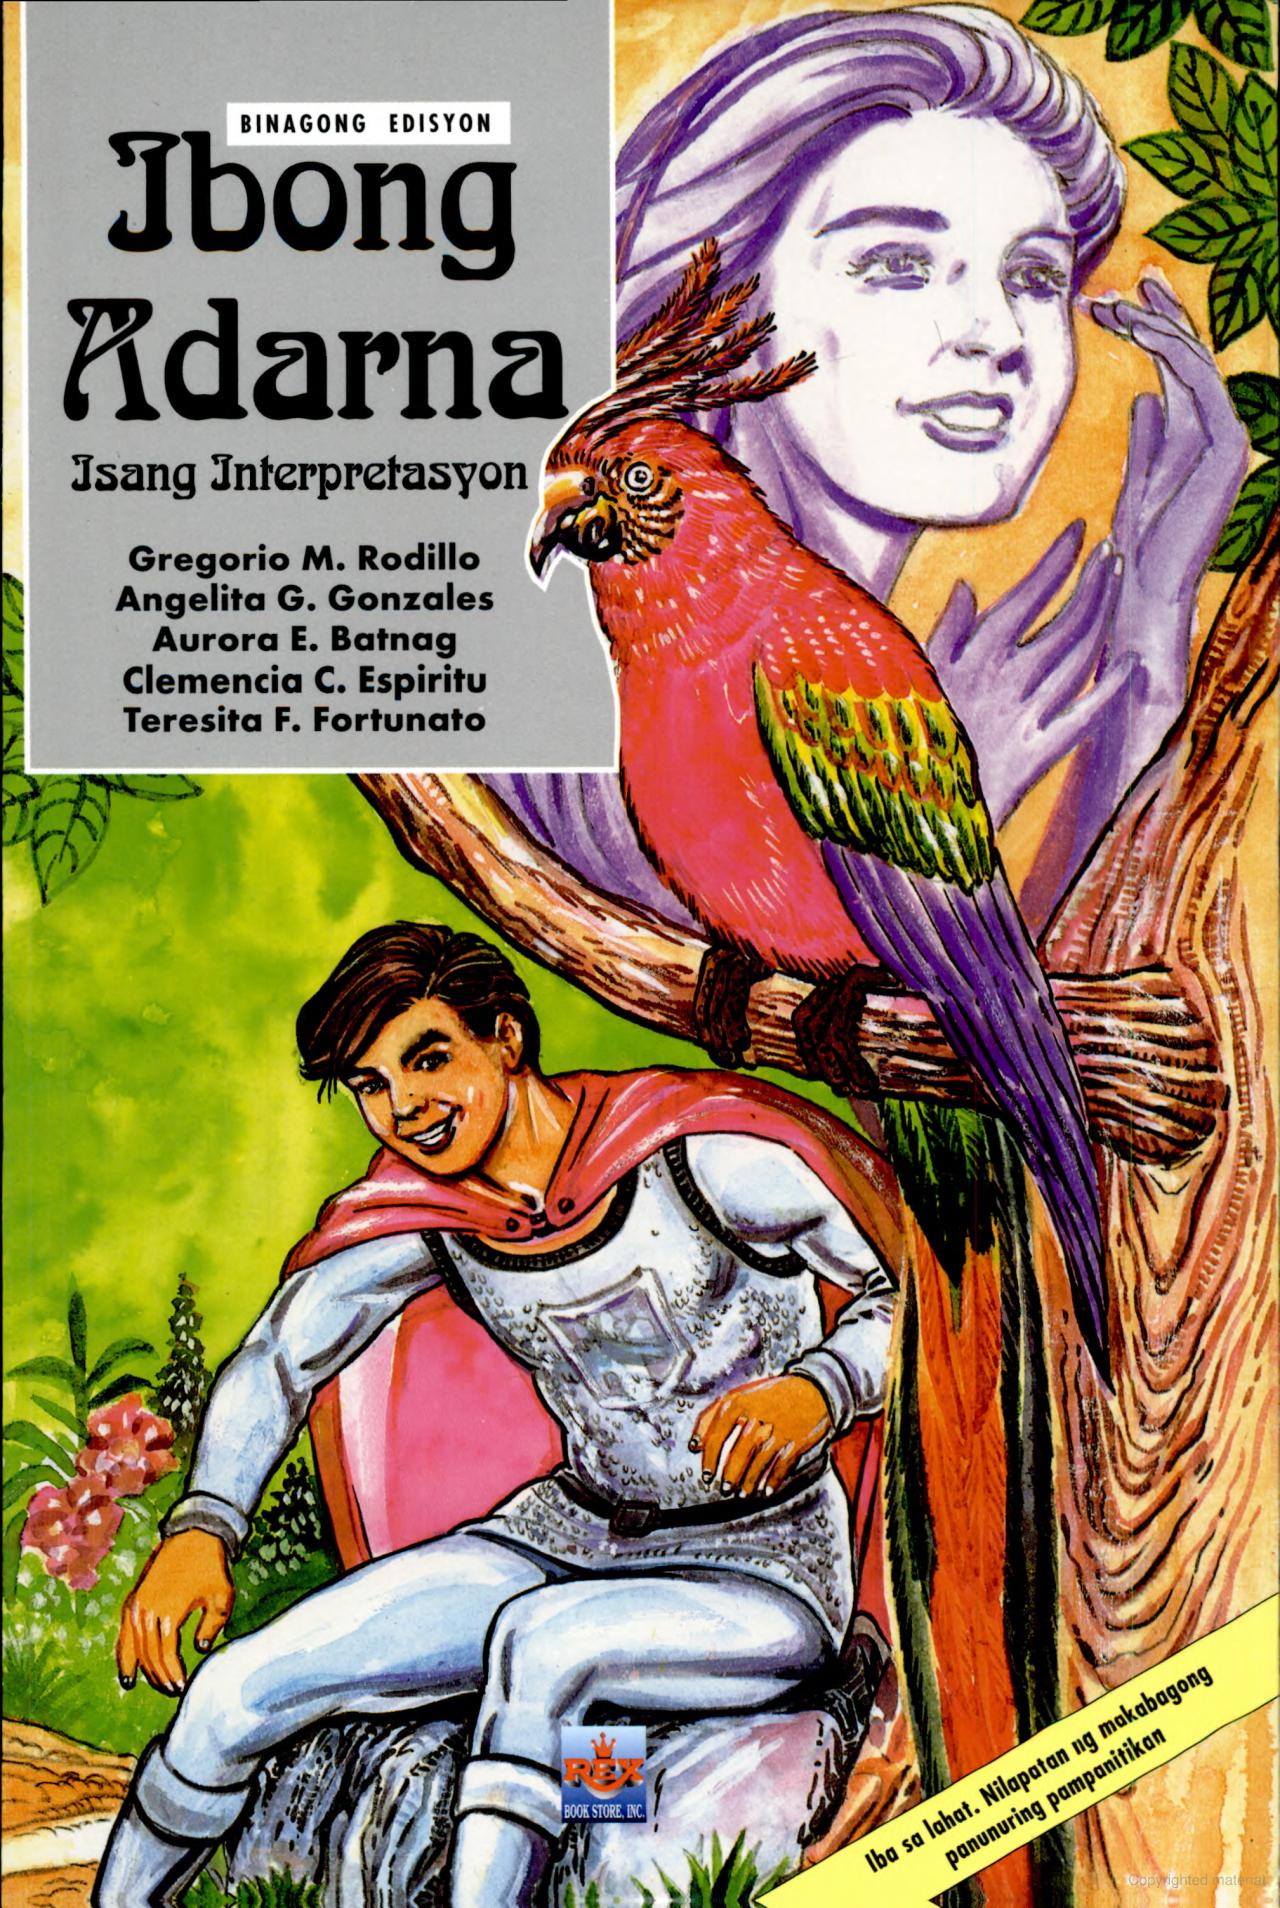 BINAGONG EDISYON
Ibong
Adarna
Isang Interpretasyon
Gregorio M. Rodillo
Angelita G. Gonzales
Aurora E. Batnag
Clemencia C. Espiritu
Teresita F. Fortunato
REX
BOOK STORE, INC.
Iba sa lahat. Nilapatan ng makabagong
panunuring pampanitikan
Copyrighted material